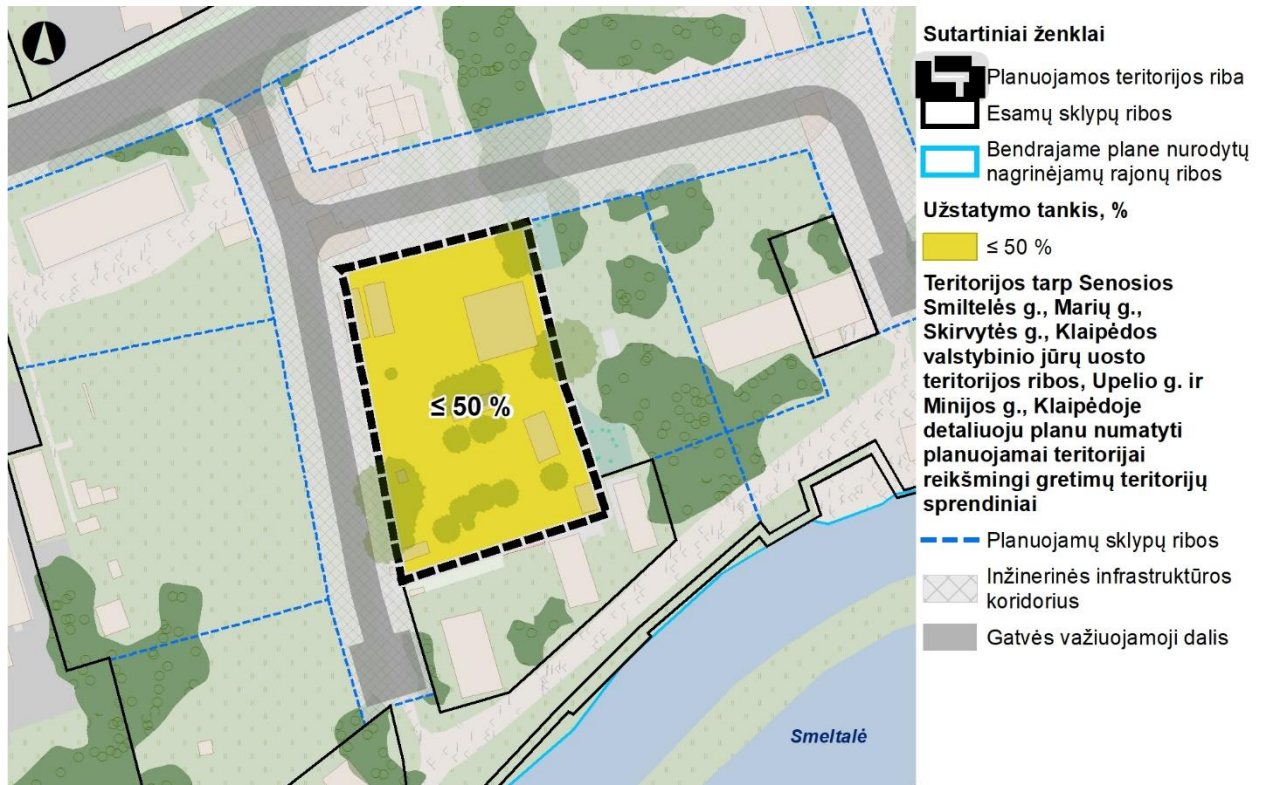 Sutartiniai ženklai
Planuojamos teritorijos riba
Esamų sklypų ribos
Bendrajame plane nurodytų
nagrinėjamų rajonų ribos
Užstatymo tankis, %
≤ 50 %
Teritorijos tarp Senosios
Smiltelės g., Marių g.,
Skirvytės g., Klaipėdos
valstybinio jūrų uosto
teritorijos ribos, Upelio g. ir
Minijos g., Klaipėdoje
detaliuoju planu numatyti
planuojamai teritorijai
reikšmingi gretimų teritorijų
sprendiniai
Planuojamų sklypų ribos
Inžinerinės infrastruktūros
koridorius
Gatvės važiuojamoji dalis
≤ 50 %
Smeltalė